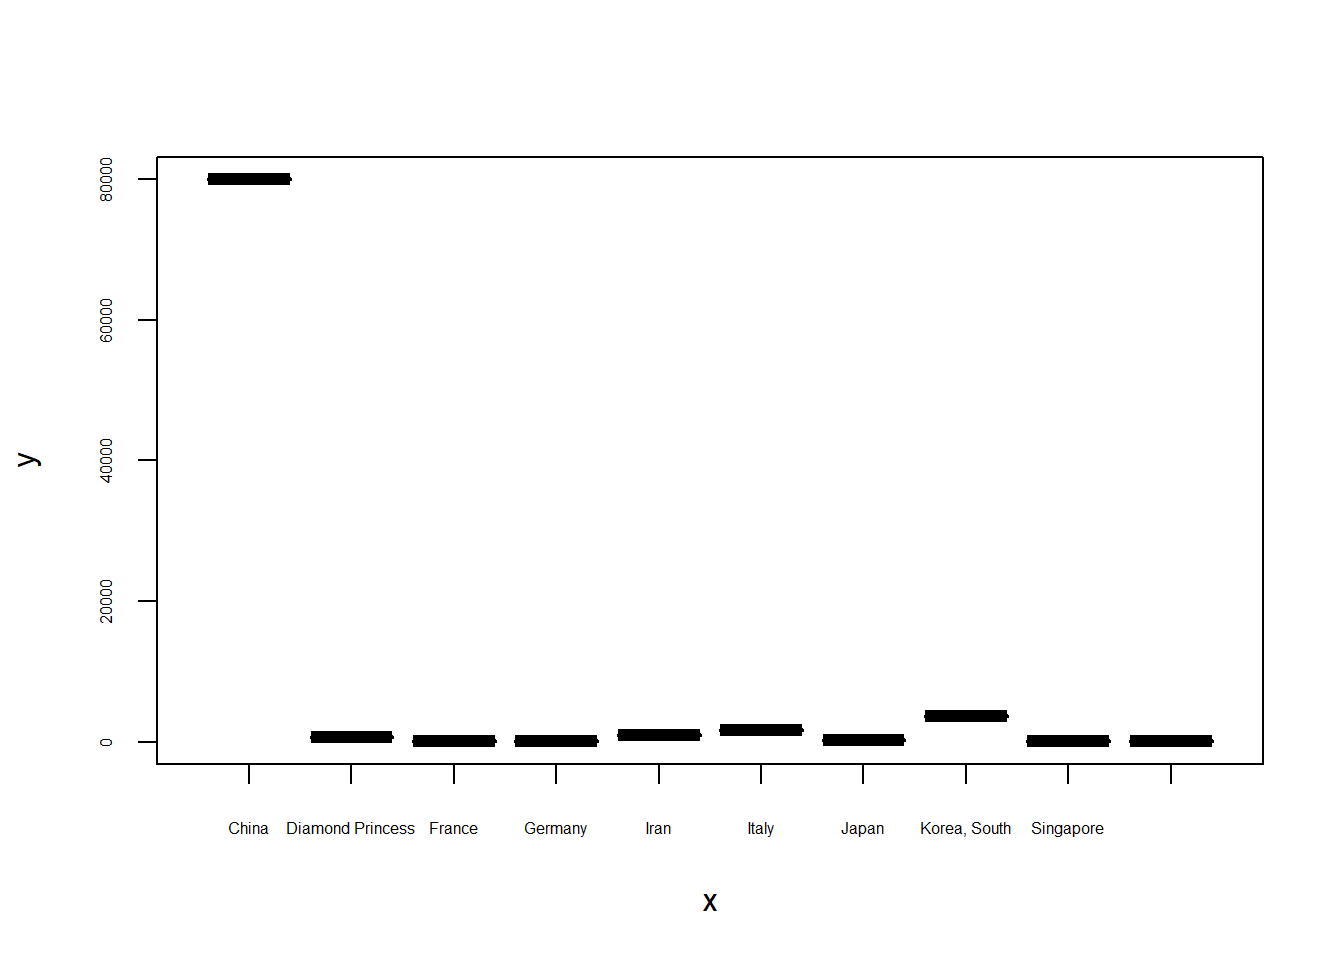 80000
60000
40000
20000
0
y
China Diamond Princess France Germany Iran Italy Japan Korea, South Singapore
x